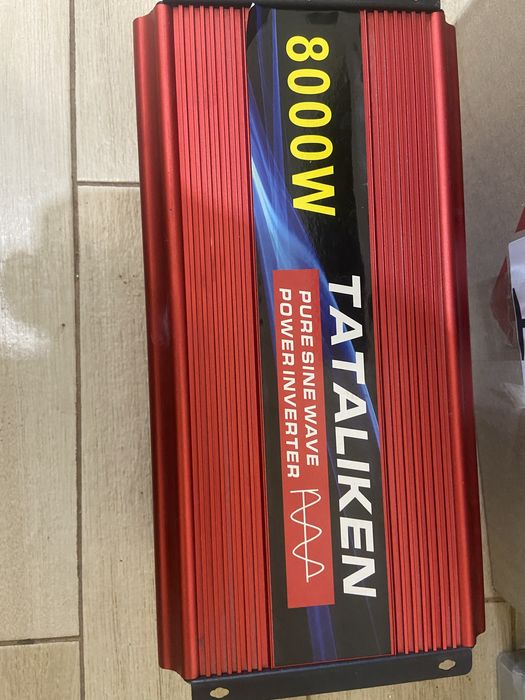 8000W
TATALIKEN
PURE SINE WAVE
POWER INVERTER